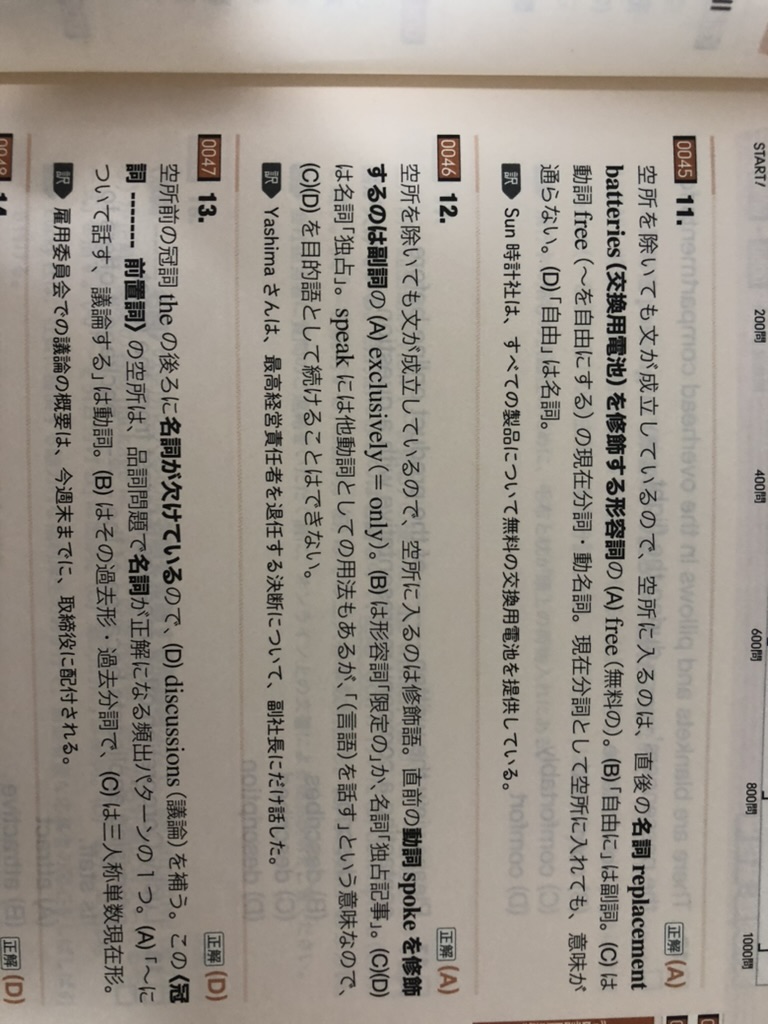 START/ 200問 400問 600問 800問 1000問
0045 11. 正解 (A)
空所を除いても文が成立しているので、空所に入るのは、直後の名詞 replacement
batteries (交換用電池) を修飾する形容詞の (A) free (無料の)。(B)「自由に」は副詞。(C) は
動詞 free (〜を自由にする) の現在分詞・動名詞。現在分詞として空所に入れても、意味が
通らない。(D)「自由」は名詞。
訳 Sun 時計社は、すべての製品について無料の交換用電池を提供している。
0046 12. 正解 (A)
空所を除いても文が成立しているので、空所に入るのは修飾語。直前の動詞 spoke を修飾
するのは副詞の (A) exclusively (= only)。(B) は形容詞「限定の」か、名詞「独占記事」。(C)(D)
は名詞「独占」。speak には他動詞としての用法もあるが、「(言語) を話す」という意味なので、
(C)(D) を目的語として続けることはできない。
訳 Yashima さんは、最高経営責任者を退任する決断について、副社長にだけ話した。
0047 13. 正解 (D)
空所前の冠詞 the の後ろに名詞が欠けているので、(D) discussions (議論) を補う。この〈冠
詞 ------- 前置詞〉の空所は、品詞問題で名詞が正解になる頻出パターンの1つ。(A)「〜に
ついて話す、議論する」は動詞。(B) はその過去形・過去分詞で、(C) は三人称単数現在形。
訳 雇用委員会での議論の概要は、今週末までに、取締役に配付される。
0048 14 正解 (D)